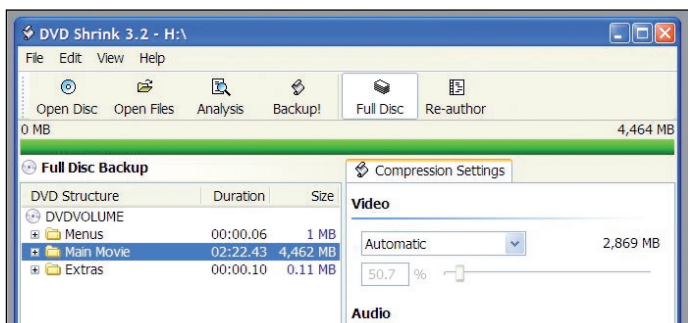 DVD Shrink 3.2 - H:\
File Edit View Help
Open Disc Open Files Analysis Backup! Full Disc Re-author
0 MB 4,464 MB
Full Disc Backup
Compression Settings
DVD Structure Duration Size
Video
DVDVOLUME
Menus 00:00.06 1 MB
Automatic 2,869 MB
Main Movie 02:22.43 4,462 MB
Extras 00:00.10 0.11 MB
50.7 %
Audio